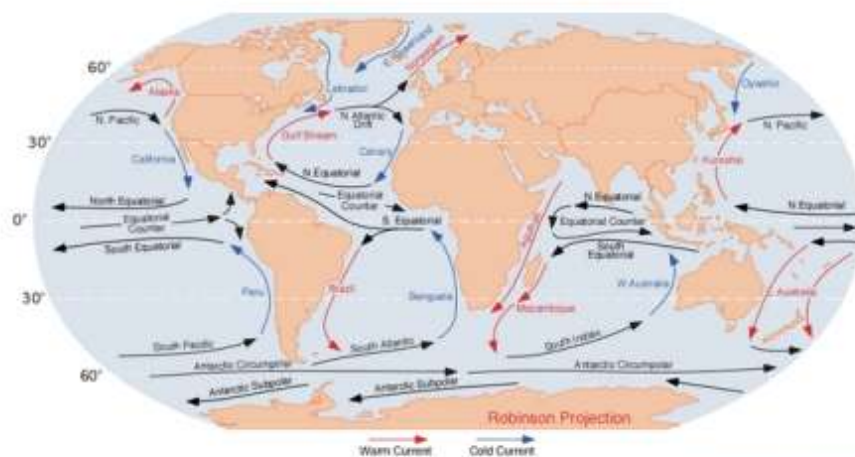 60°
30°
0°
30°
60°
Alaska
N. Pacific
California
Labrador
E. Greenland
Norwegian
Gulf Stream
N. Atlantic
Drift
Canary
N. Equatorial
Equatorial
Counter
S. Equatorial
North Equatorial
Equatorial
Counter
South Equatorial
Peru
Brazil
Benguela
South Pacific
South Atlantic
Antarctic Circumpolar
Antarctic Subpolar
Antarctic Subpolar
Oyashio
N. Pacific
Kuroshio
N. Equatorial
N. Equatorial
Equatorial Counter
South
Equatorial
Mozambique
W. Australia
South Indian
Antarctic Circumpolar
Robinson Projection
Warm Current
Cold Current